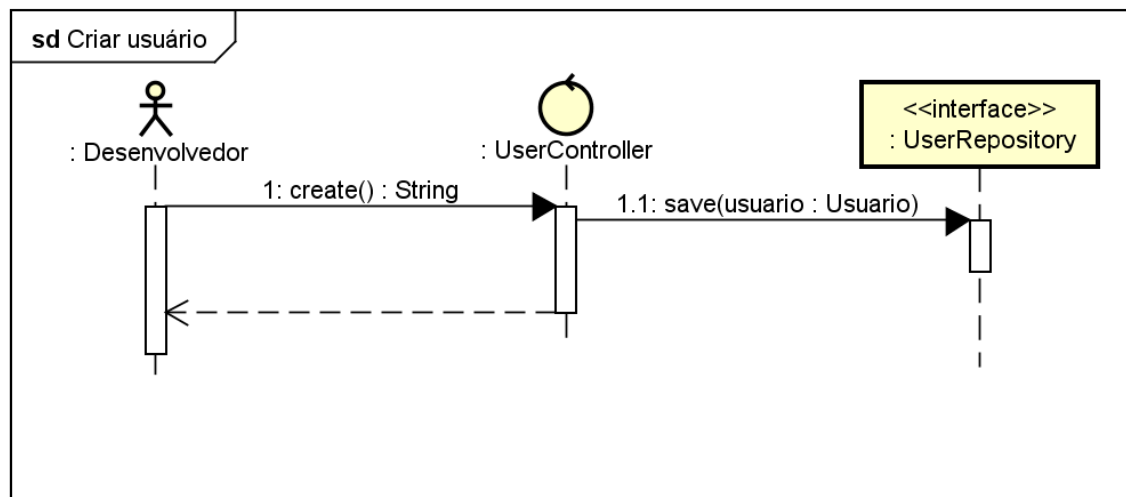 sd Criar usuário
: Desenvolvedor
: UserController
<<interface>>
: UserRepository
1: create() : String
1.1: save(usuario : Usuario)